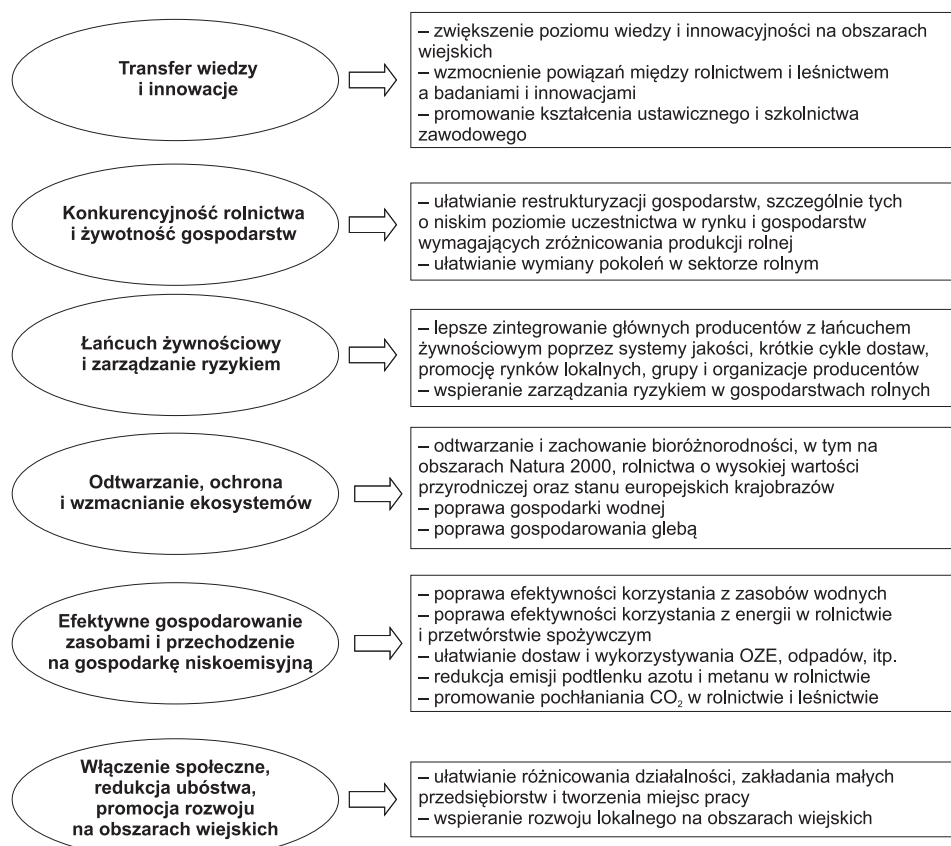 Transfer wiedzy
i innowacje
– zwiększenie poziomu wiedzy i innowacyjności na obszarach
wiejskich
– wzmocnienie powiązań między rolnictwem i leśnictwem
a badaniami i innowacjami
– promowanie kształcenia ustawicznego i szkolnictwa
zawodowego
Konkurencyjność rolnictwa
i żywotność gospodarstw
– ułatwianie restrukturyzacji gospodarstw, szczególnie tych
o niskim poziomie uczestnictwa w rynku i gospodarstw
wymagających zróżnicowania produkcji rolnej
– ułatwianie wymiany pokoleń w sektorze rolnym
Łańcuch żywnościowy
i zarządzanie ryzykiem
– lepsze zintegrowanie głównych producentów z łańcuchem
żywnościowym poprzez systemy jakości, krótkie cykle dostaw,
promocję rynków lokalnych, grupy i organizacje producentów
– wspieranie zarządzania ryzykiem w gospodarstwach rolnych
Odtwarzanie, ochrona
i wzmacnianie ekosystemów
– odtwarzanie i zachowanie bioróżnorodności, w tym na
obszarach Natura 2000, rolnictwa o wysokiej wartości
przyrodniczej oraz stanu europejskich krajobrazów
– poprawa gospodarki wodnej
– poprawa gospodarowania glebą
Efektywne gospodarowanie
zasobami i przechodzenie
na gospodarkę niskoemisyjną
– poprawa efektywności korzystania z zasobów wodnych
– poprawa efektywności korzystania z energii w rolnictwie
i przetwórstwie spożywczym
– ułatwianie dostaw i wykorzystywania OZE, odpadów, itp.
– redukcja emisji podtlenku azotu i metanu w rolnictwie
– promowanie pochłaniania CO₂ w rolnictwie i leśnictwie
Włączenie społeczne,
redukcja ubóstwa,
promocja rozwoju
na obszarach wiejskich
– ułatwianie różnicowania działalności, zakładania małych
przedsiębiorstw i tworzenia miejsc pracy
– wspieranie rozwoju lokalnego na obszarach wiejskich